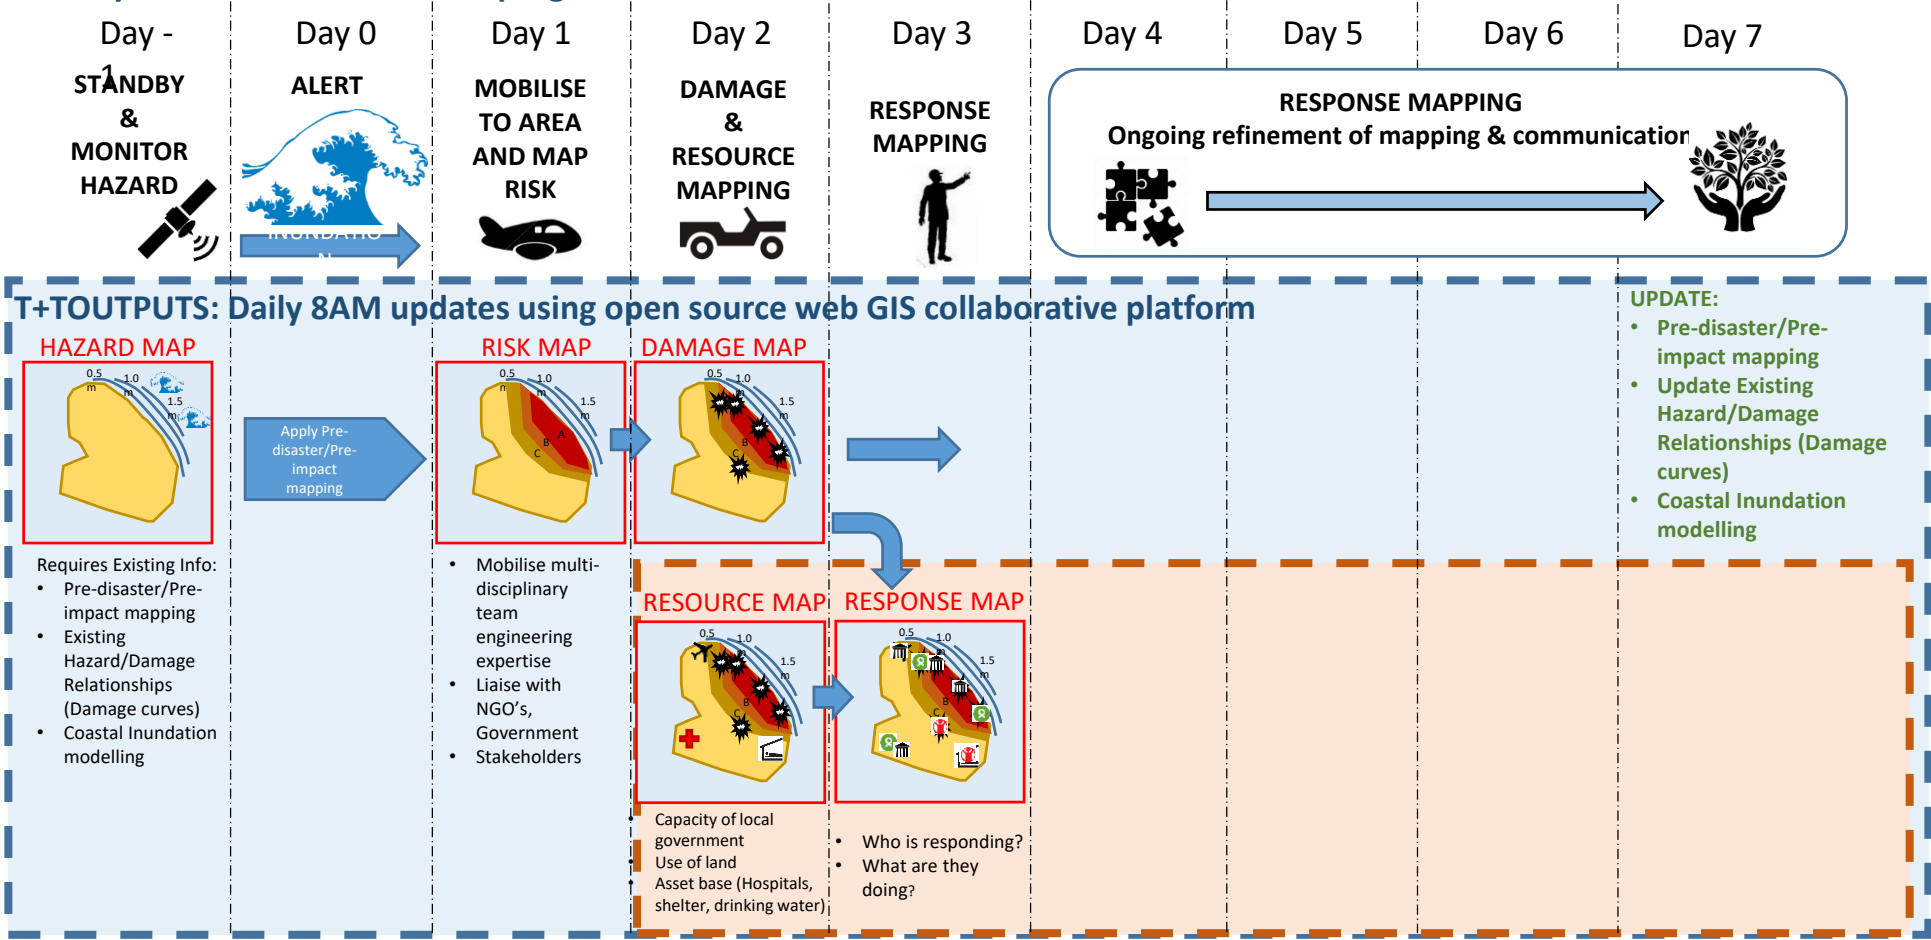 Day -
1
Day 0
Day 1
Day 2
Day 3
Day 4
Day 5
Day 6
Day 7
STANDBY
&
MONITOR
HAZARD
ALERT
INUNDATIO
N
MOBILISE
TO AREA
AND MAP
RISK
DAMAGE
&
RESOURCE
MAPPING
RESPONSE
MAPPING
RESPONSE MAPPING
Ongoing refinement of mapping & communication
T+TOUTPUTS: Daily 8AM updates using open source web GIS collaborative platform
HAZARD MAP
0.5
m
1.0
m
1.5
m
Requires Existing Info:
• Pre-disaster/Pre-
impact mapping
• Existing
Hazard/Damage
Relationships
(Damage curves)
• Coastal Inundation
modelling
Apply Pre-
disaster/Pre-
impact
mapping
RISK MAP
0.5
m
1.0
m
1.5
m
A
B
C
• Mobilise multi-
disciplinary
team
engineering
expertise
• Liaise with
NGO's,
Government
• Stakeholders
DAMAGE MAP
0.5
m
1.0
m
1.5
m
B
C
RESOURCE MAP
0.5
1.0
m
1.5
m
B
C
• Capacity of local
government
• Use of land
• Asset base (Hospitals,
shelter, drinking water)
RESPONSE MAP
0.5
1.0
m
1.5
m
B
C
• Who is responding?
• What are they
doing?
UPDATE:
• Pre-disaster/Pre-
impact mapping
• Update Existing
Hazard/Damage
Relationships (Damage
curves)
• Coastal Inundation
modelling